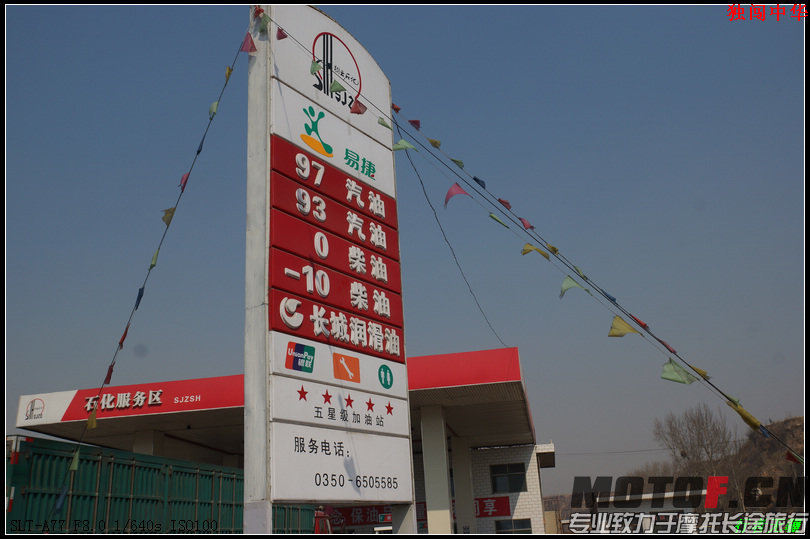 独闯中华
易捷
97 汽油
93 汽油
0 柴油
-10 柴油
长城润滑油
UnionPay
银联
五星级加油站
服务电话：
0350-6505585
石化服务区 SJZSH
MOTOF.CN
专业致力于摩托长途旅行
SLT-A77 F8.0 1/640s ISO100